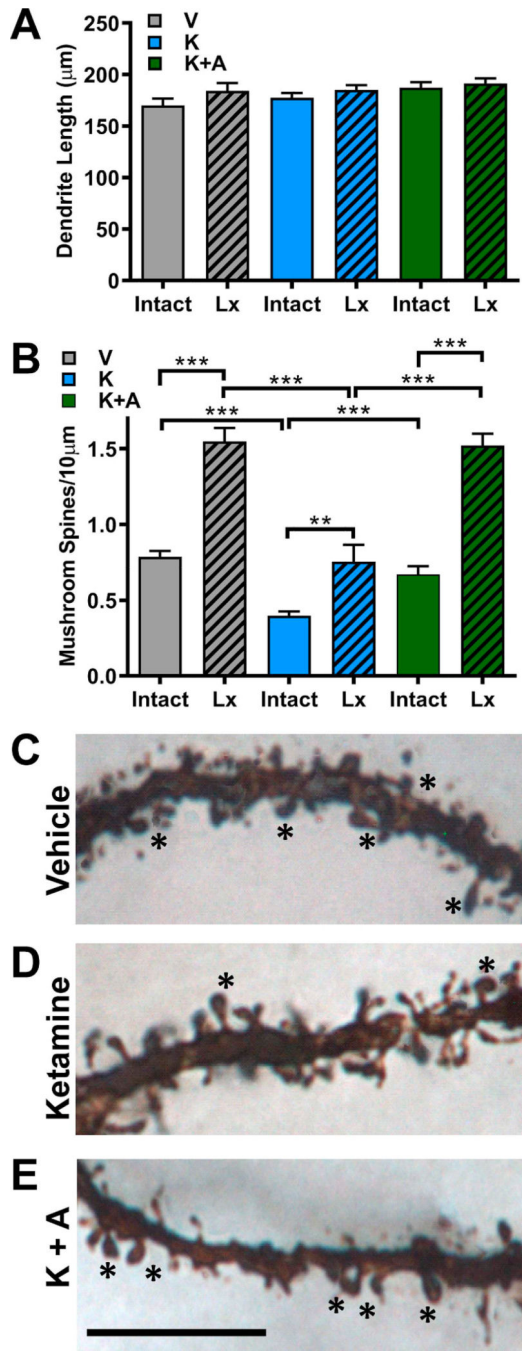 A
V
K
K+A
Dendrite Length (μm)
250
200
150
100
50
0
Intact Lx Intact Lx Intact Lx
B
V
K
K+A
*** *** *** *** *** *** **
Mushroom Spines/10μm
1.5
1.0
0.5
0.0
Intact Lx Intact Lx Intact Lx
C
Vehicle
* * * * *
D
Ketamine
* *
E
K + A
* * * * *